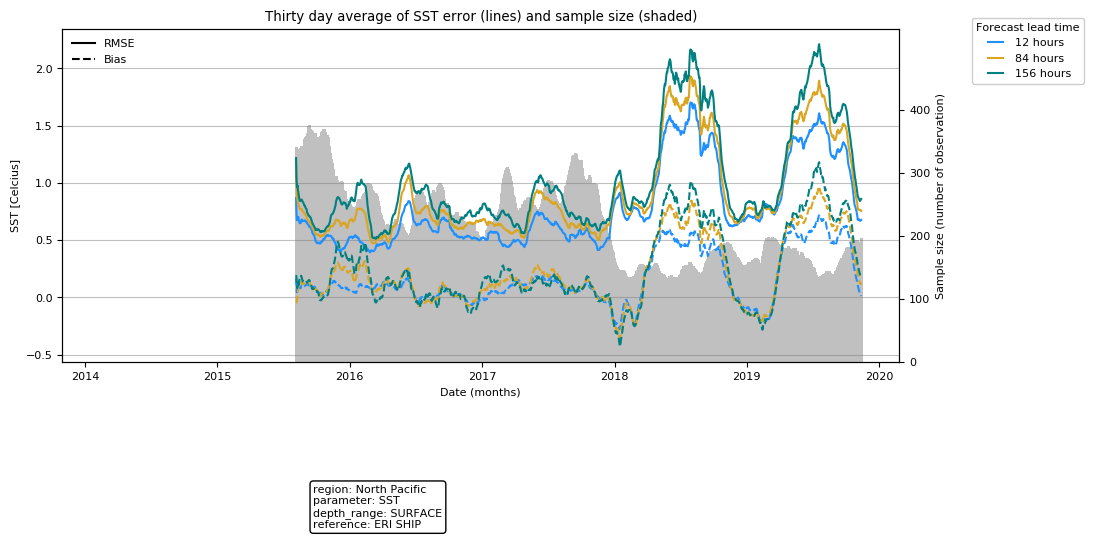 Thirty day average of SST error (lines) and sample size (shaded)
RMSE
Bias
Forecast lead time
12 hours
84 hours
156 hours
SST [Celcius]
2.0
1.5
1.0
0.5
0.0
−0.5
Sample size (number of observation)
400
300
200
100
0
2014 2015 2016 2017 2018 2019 2020
Date (months)
region: North Pacific
parameter: SST
depth_range: SURFACE
reference: ERI SHIP